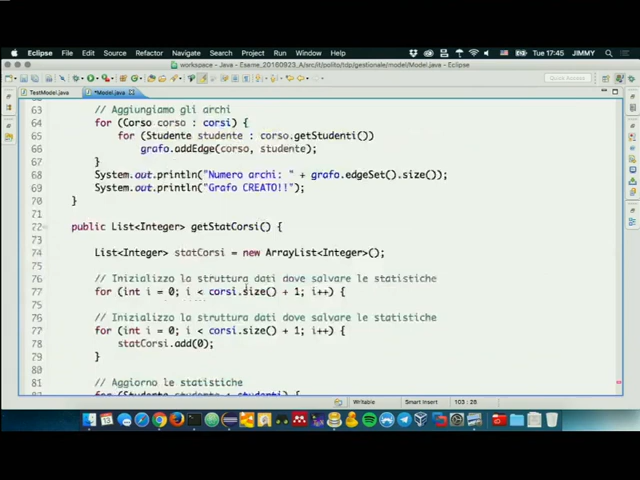 Eclipse File Edit Source Refactor Navigate Search Project Run Window Help Tue 17:45 JIMMY
workspace - Esame_20160923_A/src/it/polito/tdp/gestionale/model/Model.java - Eclipse
Quick Access
TestModel.java *Model.java
63 // Aggiungiamo gli archi
64 for (Corso corso : corsi) {
65 for (Studente studente : corso.getStudenti())
66 grafo.addEdge(corso, studente);
67 }
68 System.out.println("Numero archi: " + grafo.edgeSet().size());
69 System.out.println("Grafo CREATO!!");
70 }
71
72 public List<Integer> getStatCorsi() {
73
74 List<Integer> statCorsi = new ArrayList<Integer>();
75
76 // Inizializzo la struttura dati dove salvare le statistiche
77 for (int i = 0; i < corsi.size() + 1; i++) {
76 // Inizializzo la struttura dati dove salvare le statistiche
77 for (int i = 0; i < corsi.size() + 1; i++) {
78 statCorsi.add(0);
79 }
80
81 // Aggiorno le statistiche
for (Studente studente : studenti) {
Writable Smart Insert 103 : 26